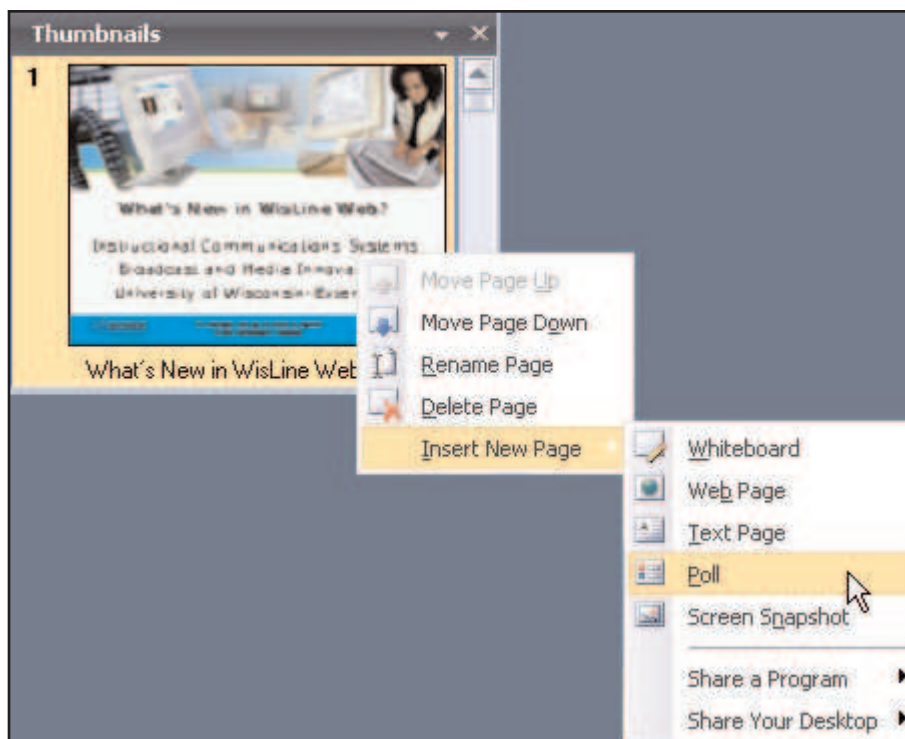 Thumbnails
1
What's New in WisLine Web?
Instructional Communications Systems
Broadcast and Media Innova
University of Wisconsin-Exten
What's New in WisLine Web
Move Page Up
Move Page Down
Rename Page
Delete Page
Insert New Page
Whiteboard
Web Page
Text Page
Poll
Screen Snapshot
Share a Program
Share Your Desktop